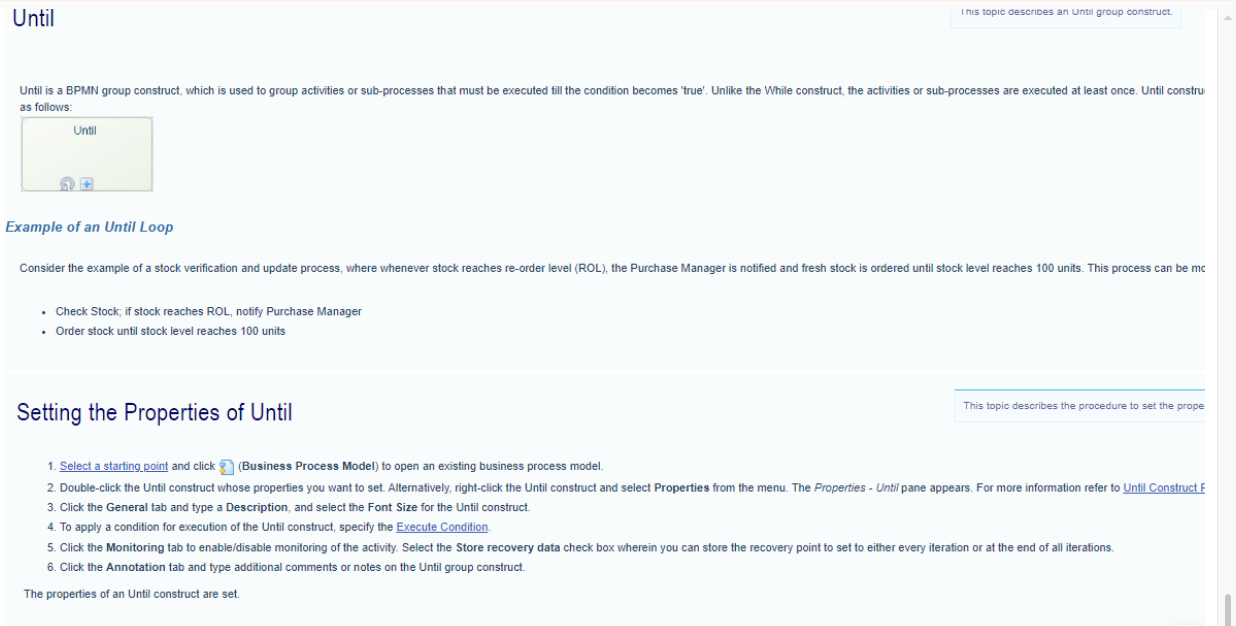 Until
This topic describes an Until group construct.
Until is a BPMN group construct, which is used to group activities or sub-processes that must be executed till the condition becomes 'true'. Unlike the While construct, the activities or sub-processes are executed at least once. Until constru
as follows:
Until
Example of an Until Loop
Consider the example of a stock verification and update process, where whenever stock reaches re-order level (ROL), the Purchase Manager is notified and fresh stock is ordered until stock level reaches 100 units. This process can be mo
• Check Stock; if stock reaches ROL, notify Purchase Manager
• Order stock until stock level reaches 100 units
Setting the Properties of Until
This topic describes the procedure to set the prope
1. Select a starting point and click (Business Process Model) to open an existing business process model.
2. Double-click the Until construct whose properties you want to set. Alternatively, right-click the Until construct and select Properties from the menu. The Properties - Until pane appears. For more information refer to Until Construct P
3. Click the General tab and type a Description, and select the Font Size for the Until construct.
4. To apply a condition for execution of the Until construct, specify the Execute Condition.
5. Click the Monitoring tab to enable/disable monitoring of the activity. Select the Store recovery data check box wherein you can store the recovery point to set to either every iteration or at the end of all iterations.
6. Click the Annotation tab and type additional comments or notes on the Until group construct.
The properties of an Until construct are set.